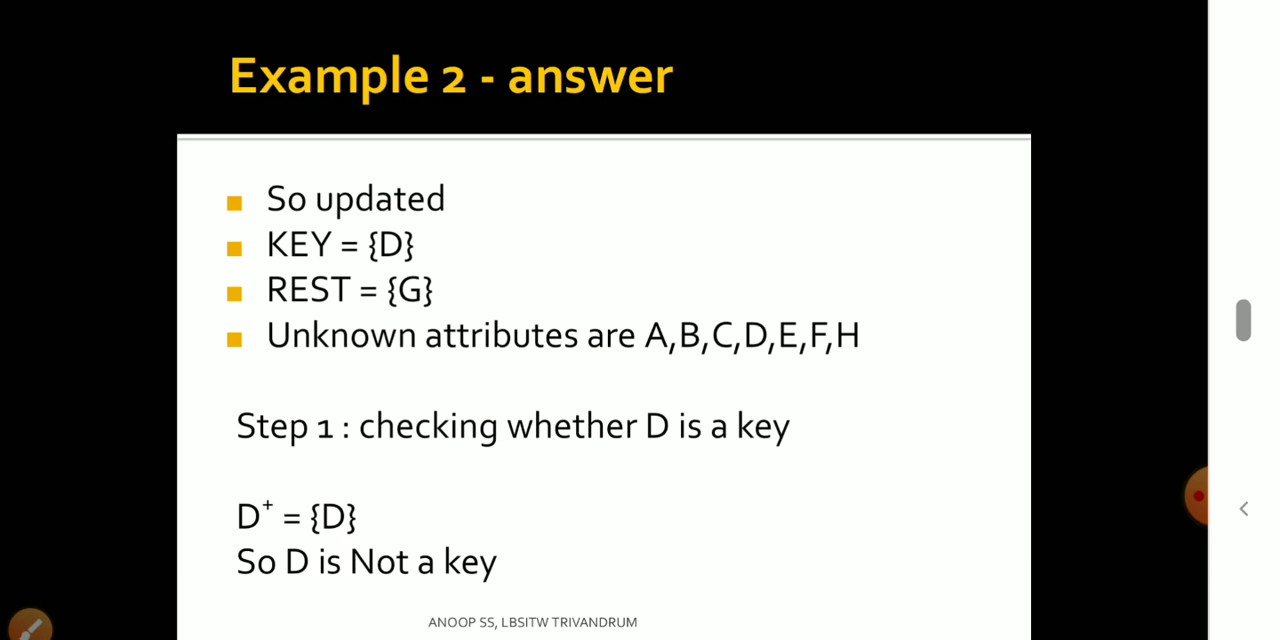 Example 2 - answer
So updated
KEY = {D}
REST = {G}
Unknown attributes are A,B,C,D,E,F,H
Step 1 : checking whether D is a key
D⁺ = {D}
So D is Not a key
ANOOP SS, LBSITW TRIVANDRUM